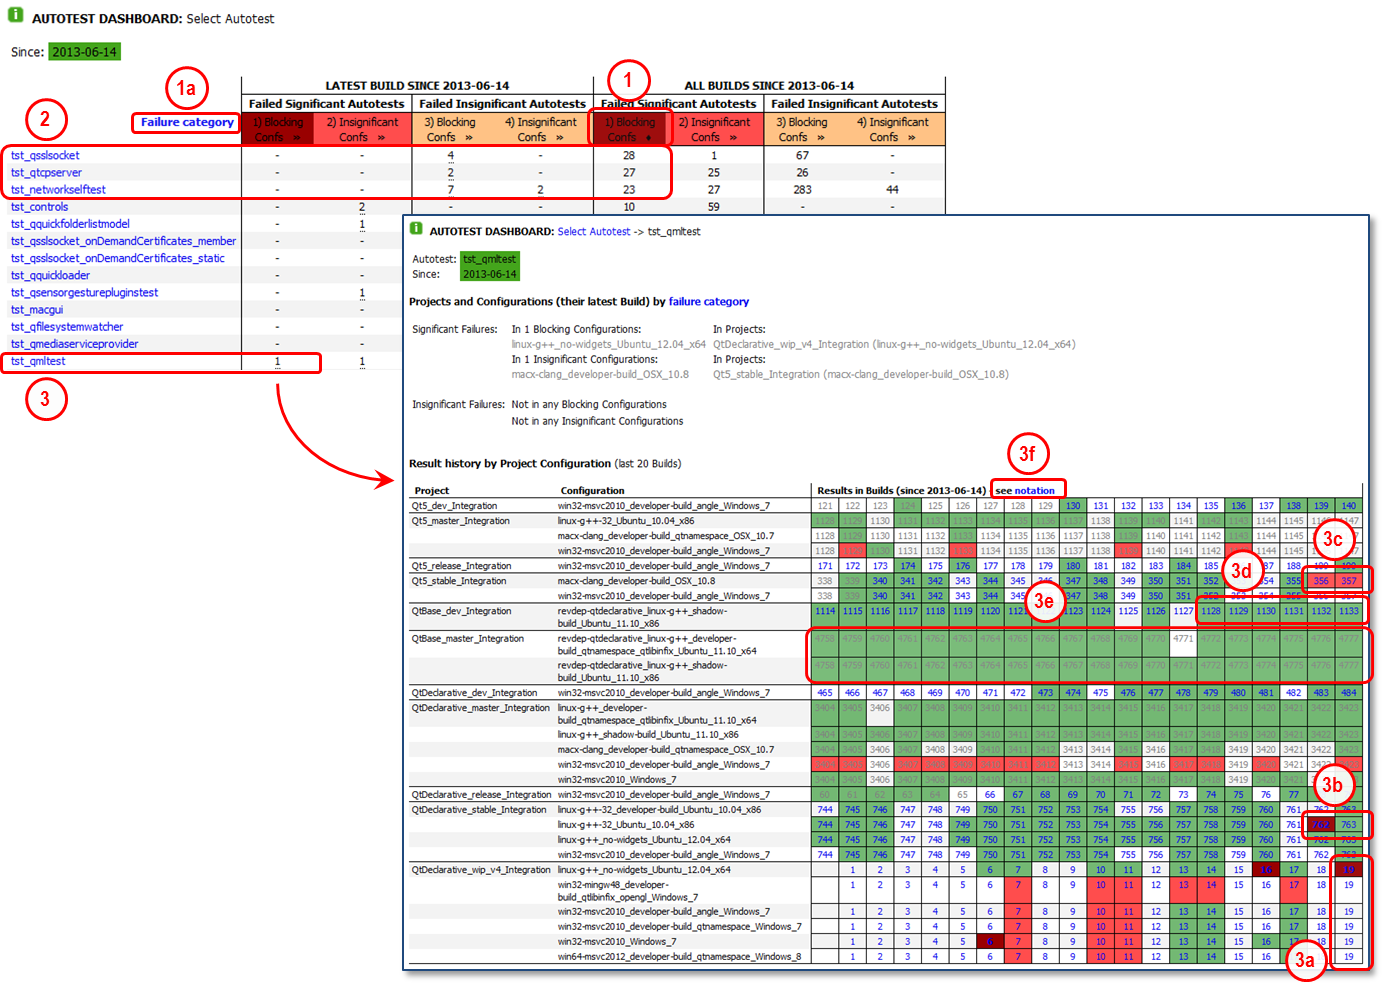 AUTOTEST DASHBOARD: Select Autotest
Since: 2013-06-14
1a
1
2
LATEST BUILD SINCE 2013-06-14 ALL BUILDS SINCE 2013-06-14
Failed Significant Autotests Failed Insignificant Autotests Failed Significant Autotests Failed Insignificant Autotests
Failure category 1) Blocking Confs » 2) Insignificant Confs » 3) Blocking Confs » 4) Insignificant Confs » 1) Blocking Confs 2) Insignificant Confs » 3) Blocking Confs » 4) Insignificant Confs »
tst_qsslsocket - - 4 - 28 1 67 -
tst_qtcpserver - - 2 - 27 25 26 -
tst_networkselftest - - 7 2 23 27 283 44
tst_controls - 2 - - 10 59 - -
tst_qquickfolderlistmodel - 1
tst_qsslsocket_onDemandCertificates_member - -
tst_qsslsocket_onDemandCertificates_static - -
tst_qquickloader - -
tst_qsensorgesturepluginstest - 1
tst_macgui - -
tst_qfilesystemwatcher - -
tst_qmediaserviceprovider - -
tst_qmltest 1 1
3
AUTOTEST DASHBOARD: Select Autotest -> tst_qmltest
Autotest: tst_qmltest
Since: 2013-06-14
Projects and Configurations (their latest Build) by failure category
Significant Failures: In 1 Blocking Configurations: In Projects:
linux-g++_no-widgets_Ubuntu_12.04_x64 QtDeclarative_wip_v4_Integration (linux-g++_no-widgets_Ubuntu_12.04_x64)
In 1 Insignificant Configurations: In Projects:
macx-clang_developer-build_OSX_10.8 Qt5_stable_Integration (macx-clang_developer-build_OSX_10.8)
Insignificant Failures: Not in any Blocking Configurations
Not in any Insignificant Configurations
3f
Result history by Project Configuration (last 20 Builds)
Project Configuration Results in Builds (since 2013-06-14) see notation
Qt5_dev_Integration win32-msvc2010_developer-build_angle_Windows_7 121 122 123 124 125 126 127 128 129 130 131 132 133 134 135 136 137 138 139 140
Qt5_master_Integration linux-g++-32_Ubuntu_10.04_x86 1128 1129 1130 1131 1132 1133 1134 1135 1136 1137 1138 1139 1140 1141 1142 1143 1144 1145 1146 1147
macx-clang_developer-build_qtnamespace_OSX_10.7 1128 1129 1130 1131 1132 1133 1134 1135 1136 1137 1138 1139 1140 1141 1142 1143 1144 1145
3c
win32-msvc2010_developer-build_angle_Windows_7 1128 1130 1131 1132 1134 1135 1136 1137 1138 1140 1141 1142 1144 1145
Qt5_release_Integration win32-msvc2010_developer-build_angle_Windows_7 171 172 173 174 175 176 177 178 179 180 181 182 183 184 185 187 188
3d
Qt5_stable_Integration macx-clang_developer-build_OSX_10.8 338 339 340 341 342 343 344 345 346 347 348 349 350 351 352 354 355 356 357
win32-msvc2010_developer-build_angle_Windows_7 338 339 340 341 342 343 344 345 347 348 349 350 351 352 353 354 355 356 357
3e
QtBase_dev_Integration revdep-qtdeclarative_linux-g++_shadow- 1114 1115 1116 1117 1118 1119 1120 1123 1124 1125 1126 1127 1128 1129 1130 1131 1132 1133
build_Ubuntu_11.10_x86
QtBase_master_Integration revdep-qtdeclarative_linux-g++_developer- 4758 4759 4760 4761 4762 4763 4764 4765 4766 4767 4768 4769 4770 4771 4772 4773 4774 4775 4776 4777
build_qtnamespace_qtlibinfix_Ubuntu_11.10_x64
revdep-qtdeclarative_linux-g++_shadow- 4758 4759 4760 4761 4762 4763 4764 4765 4766 4767 4768 4769 4770 4771 4772 4773 4774 4775 4776 4777
build_Ubuntu_11.10_x86
QtDeclarative_dev_Integration win32-msvc2010_developer-build_angle_Windows_7 465 466 467 468 469 470 471 472 473 474 475 476 477 478 479 480 481 482 483 484
QtDeclarative_master_Integration linux-g++_developer- 3404 3405 3406 3407 3408 3409 3410 3411 3412 3413 3414 3415 3416 3417 3418 3419 3420 3421 3422 3423
build_qtnamespace_qtlibinfix_Ubuntu_11.10_x64
linux-g++_shadow-build_Ubuntu_11.10_x86 3404 3405 3406 3407 3408 3409 3410 3411 3412 3413 3414 3415 3416 3417 3418 3419 3420 3421 3422 3423
macx-clang_developer-build_qtnamespace_OSX_10.7 3404 3405 3406 3407 3408 3409 3410 3411 3412 3413 3414 3415 3416 3417 3418 3419 3420 3421 3422 3423
win32-msvc2010_developer-build_angle_Windows_7 3406 3413 3414 3416 3419 3421
win32-msvc2010_Windows_7 3404 3405 3406 3407 3408 3409 3410 3411 3412 3413 3414 3415 3416 3417 3418 3419 3420 3421
3b
QtDeclarative_release_Integration win32-msvc2010_developer-build_angle_Windows_7 60 61 62 63 64 65 66 67 68 69 70 71 72 73 74 75 76 77
QtDeclarative_stable_Integration linux-g++-32_developer-build_Ubuntu_10.04_x86 744 745 746 747 748 749 750 751 752 753 754 755 756 757 758 759 760 761 762 763
linux-g++-32_Ubuntu_10.04_x86 744 745 746 747 748 749 750 751 752 753 754 755 756 757 758 759 760 761 762 763
linux-g++_no-widgets_Ubuntu_12.04_x64 744 745 746 747 748 749 750 751 752 753 754 755 756 757 758 759 760 761 762 763
win32-msvc2010_developer-build_angle_Windows_7 744 745 746 747 748 749 750 751 752 753 754 755 756 757 758 759 760 761 762 763
QtDeclarative_wip_v4_Integration linux-g++_no-widgets_Ubuntu_12.04_x64 1 2 3 4 5 6 7 8 9 10 11 12 13 14 15 16 17 18 19
win32-mingw48_developer- 1 2 3 4 5 6 7 8 9 10 11 12 13 14 15 16 17 18 19
build_qtlibinfix_opengl_Windows_7
win32-msvc2010_developer-build_angle_Windows_7 1 2 3 4 5 6 7 8 9 10 11 12 13 14 15 16 17 18 19
win32-msvc2010_developer-build_qtnamespace_Windows_7 1 2 3 4 5 6 7 8 9 10 11 12 13 14 15 16 17 18 19
win32-msvc2010_Windows_7 1 2 3 4 5 6 7 8 9 10 11 12 13 14 15 16 17 18 19
win64-msvc2012_developer-build_qtnamespace_Windows_8 1 2 3 4 5 6 7 8 9 10 11 12 13 14 15 16 19
3a